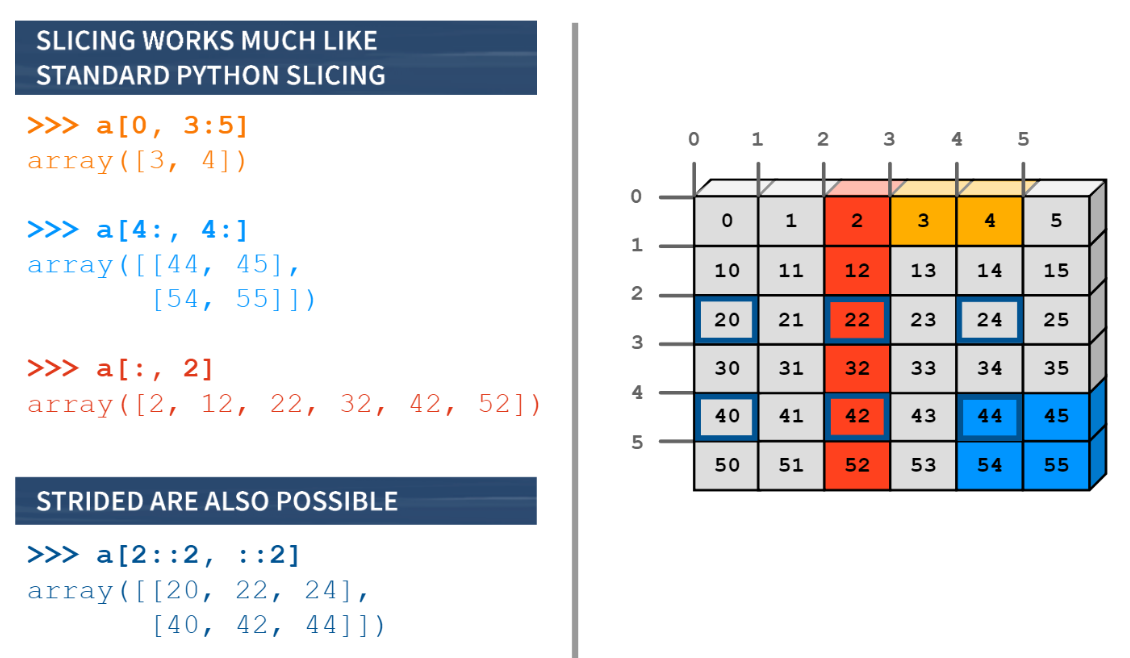 SLICING WORKS MUCH LIKE
STANDARD PYTHON SLICING
>>> a[0, 3:5]
array([3, 4])
>>> a[4:, 4:]
array([[44, 45],
[54, 55]])
>>> a[:, 2]
array([2, 12, 22, 32, 42, 52])
STRIDED ARE ALSO POSSIBLE
>>> a[2::2, ::2]
array([[20, 22, 24],
[40, 42, 44]])
0 1 2 3 4 5
0
0 1 2 3 4 5
1
10 11 12 13 14 15
2
20 21 22 23 24 25
3
30 31 32 33 34 35
4
40 41 42 43 44 45
5
50 51 52 53 54 55